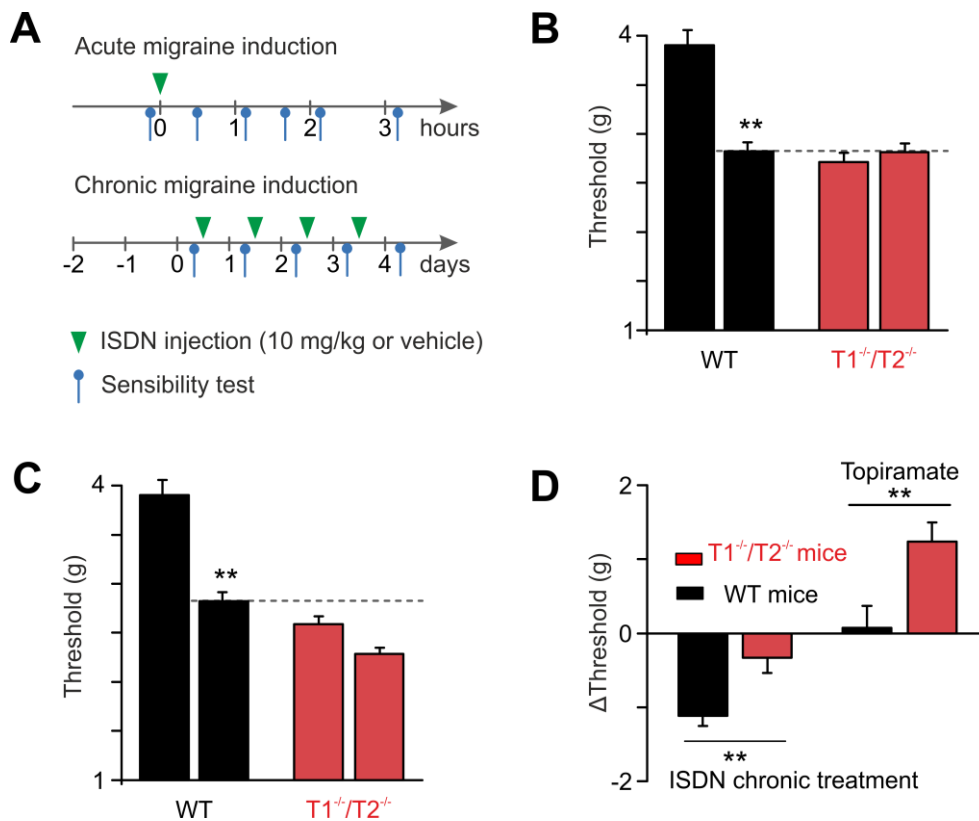 A
Acute migraine induction
0 1 2 3 hours
Chronic migraine induction
-2 -1 0 1 2 3 4 days
ISDN injection (10 mg/kg or vehicle)
Sensibility test
B
4
Threshold (g)
**
1
WT T1-/-/T2-/-
C
4
Threshold (g)
**
1
WT T1-/-/T2-/-
D
Topiramate
2
**
T1-/-/T2-/- mice
WT mice
ΔThreshold (g)
0
**
-2
ISDN chronic treatment